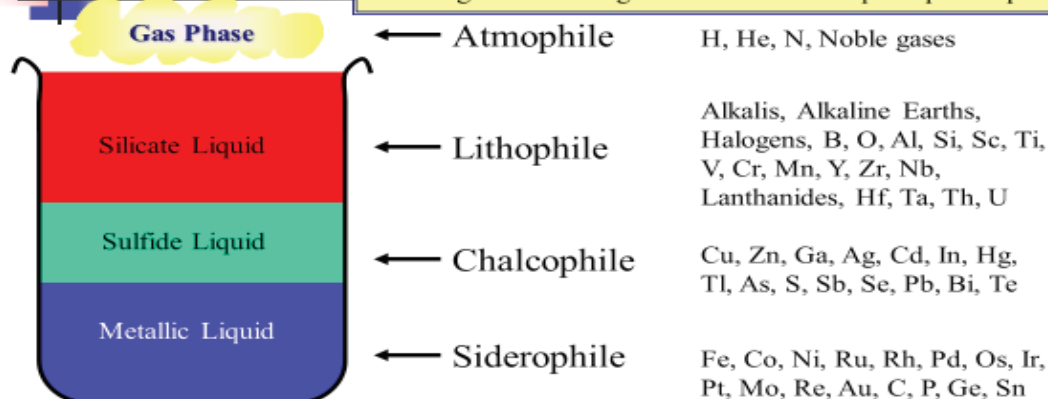 Gas Phase
Atmophile
H, He, N, Noble gases
Silicate Liquid
Lithophile
Alkalis, Alkaline Earths,
Halogens, B, O, Al, Si, Sc, Ti,
V, Cr, Mn, Y, Zr, Nb,
Lanthanides, Hf, Ta, Th, U
Sulfide Liquid
Chalcophile
Cu, Zn, Ga, Ag, Cd, In, Hg,
Tl, As, S, Sb, Se, Pb, Bi, Te
Metallic Liquid
Siderophile
Fe, Co, Ni, Ru, Rh, Pd, Os, Ir,
Pt, Mo, Re, Au, C, P, Ge, Sn